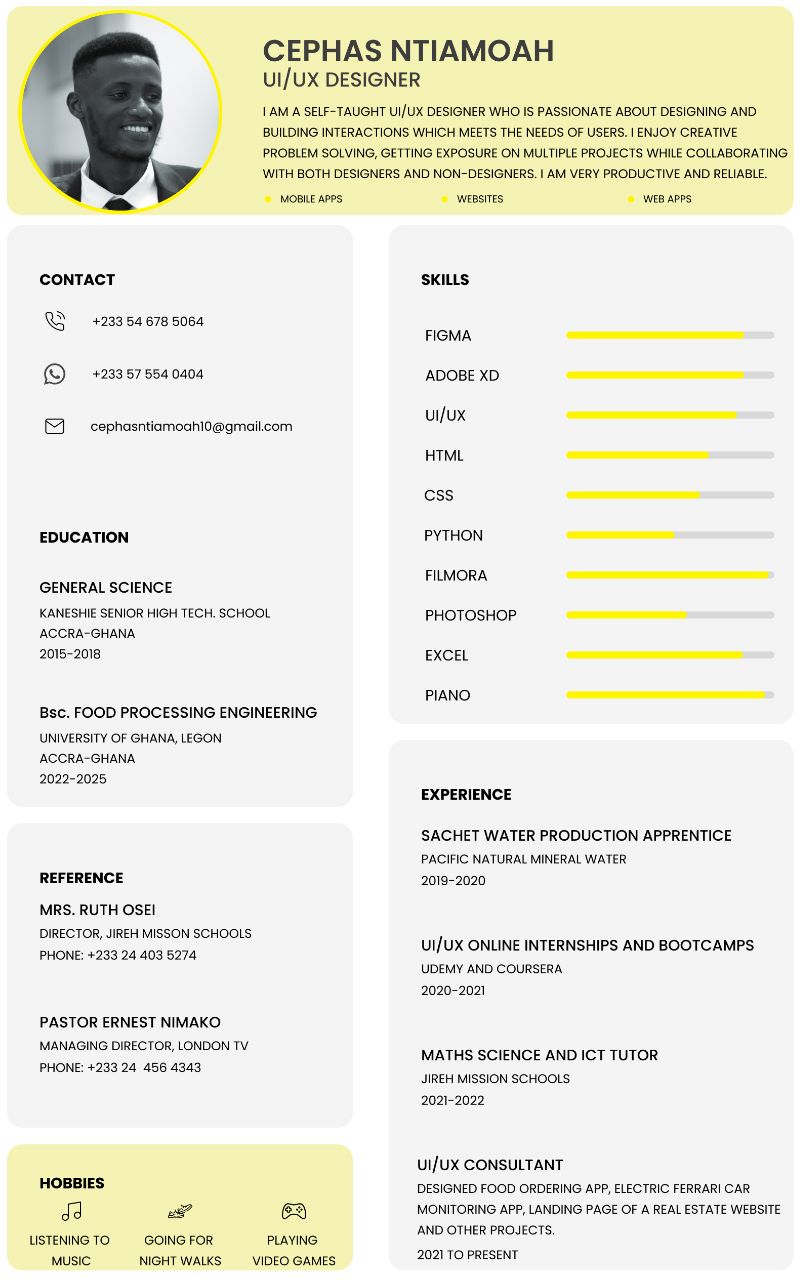 CEPHAS NTIAMOAH
UI/UX DESIGNER
I AM A SELF-TAUGHT UI/UX DESIGNER WHO IS PASSIONATE ABOUT DESIGNING AND
BUILDING INTERACTIONS WHICH MEETS THE NEEDS OF USERS. I ENJOY CREATIVE
PROBLEM SOLVING, GETTING EXPOSURE ON MULTIPLE PROJECTS WHILE COLLABORATING
WITH BOTH DESIGNERS AND NON-DESIGNERS. I AM VERY PRODUCTIVE AND RELIABLE.
MOBILE APPS WEBSITES WEB APPS
CONTACT
+233 54 678 5064
+233 57 554 0404
cephasntiamoah10@gmail.com
EDUCATION
GENERAL SCIENCE
KANESHIE SENIOR HIGH TECH. SCHOOL
ACCRA-GHANA
2015-2018
Bsc. FOOD PROCESSING ENGINEERING
UNIVERSITY OF GHANA, LEGON
ACCRA-GHANA
2022-2025
REFERENCE
MRS. RUTH OSEI
DIRECTOR, JIREH MISSON SCHOOLS
PHONE: +233 24 403 5274
PASTOR ERNEST NIMAKO
MANAGING DIRECTOR, LONDON TV
PHONE: +233 24  456 4343
HOBBIES
LISTENING TO GOING FOR PLAYING
MUSIC NIGHT WALKS VIDEO GAMES
SKILLS
FIGMA
ADOBE XD
UI/UX
HTML
CSS
PYTHON
FILMORA
PHOTOSHOP
EXCEL
PIANO
EXPERIENCE
SACHET WATER PRODUCTION APPRENTICE
PACIFIC NATURAL MINERAL WATER
2019-2020
UI/UX ONLINE INTERNSHIPS AND BOOTCAMPS
UDEMY AND COURSERA
2020-2021
MATHS SCIENCE AND ICT TUTOR
JIREH MISSION SCHOOLS
2021-2022
UI/UX CONSULTANT
DESIGNED FOOD ORDERING APP, ELECTRIC FERRARI CAR
MONITORING APP, LANDING PAGE OF A REAL ESTATE WEBSITE
AND OTHER PROJECTS.
2021 TO PRESENT